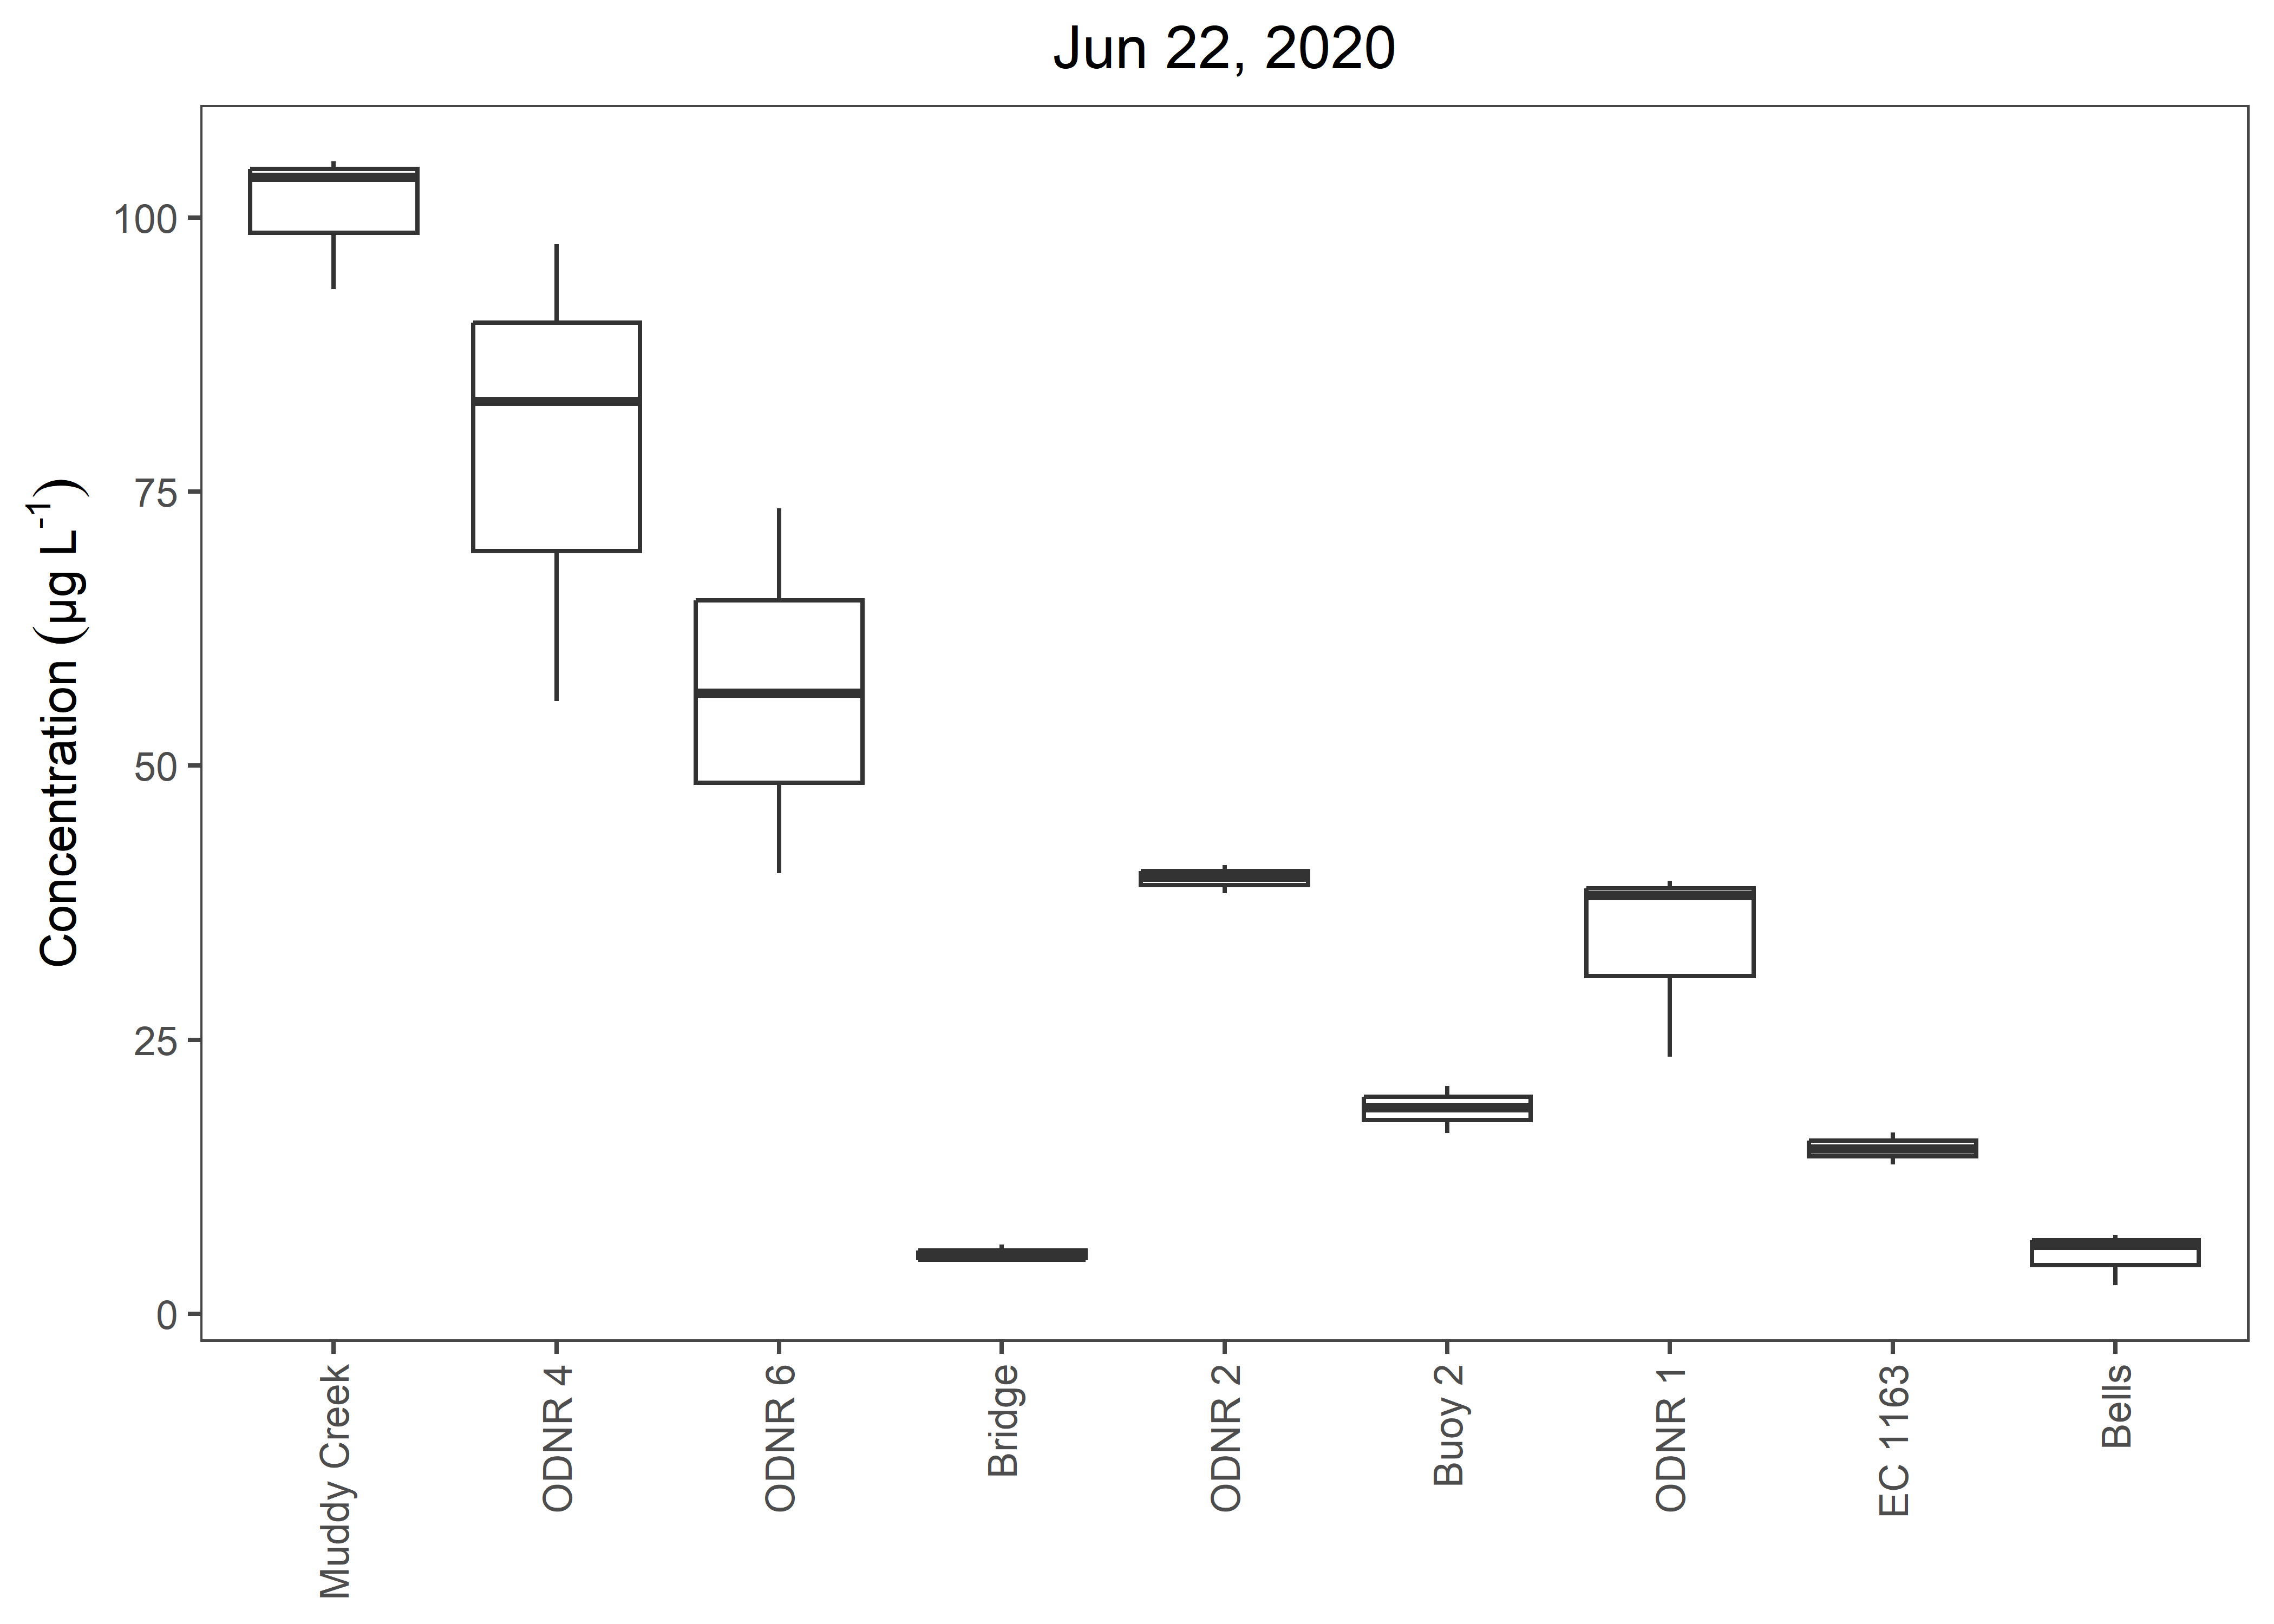 Jun 22, 2020
Concentration (µg L⁻¹)
100
75
50
25
0
Muddy Creek
ODNR 4
ODNR 6
Bridge
ODNR 2
Buoy 2
ODNR 1
EC 1163
Bells